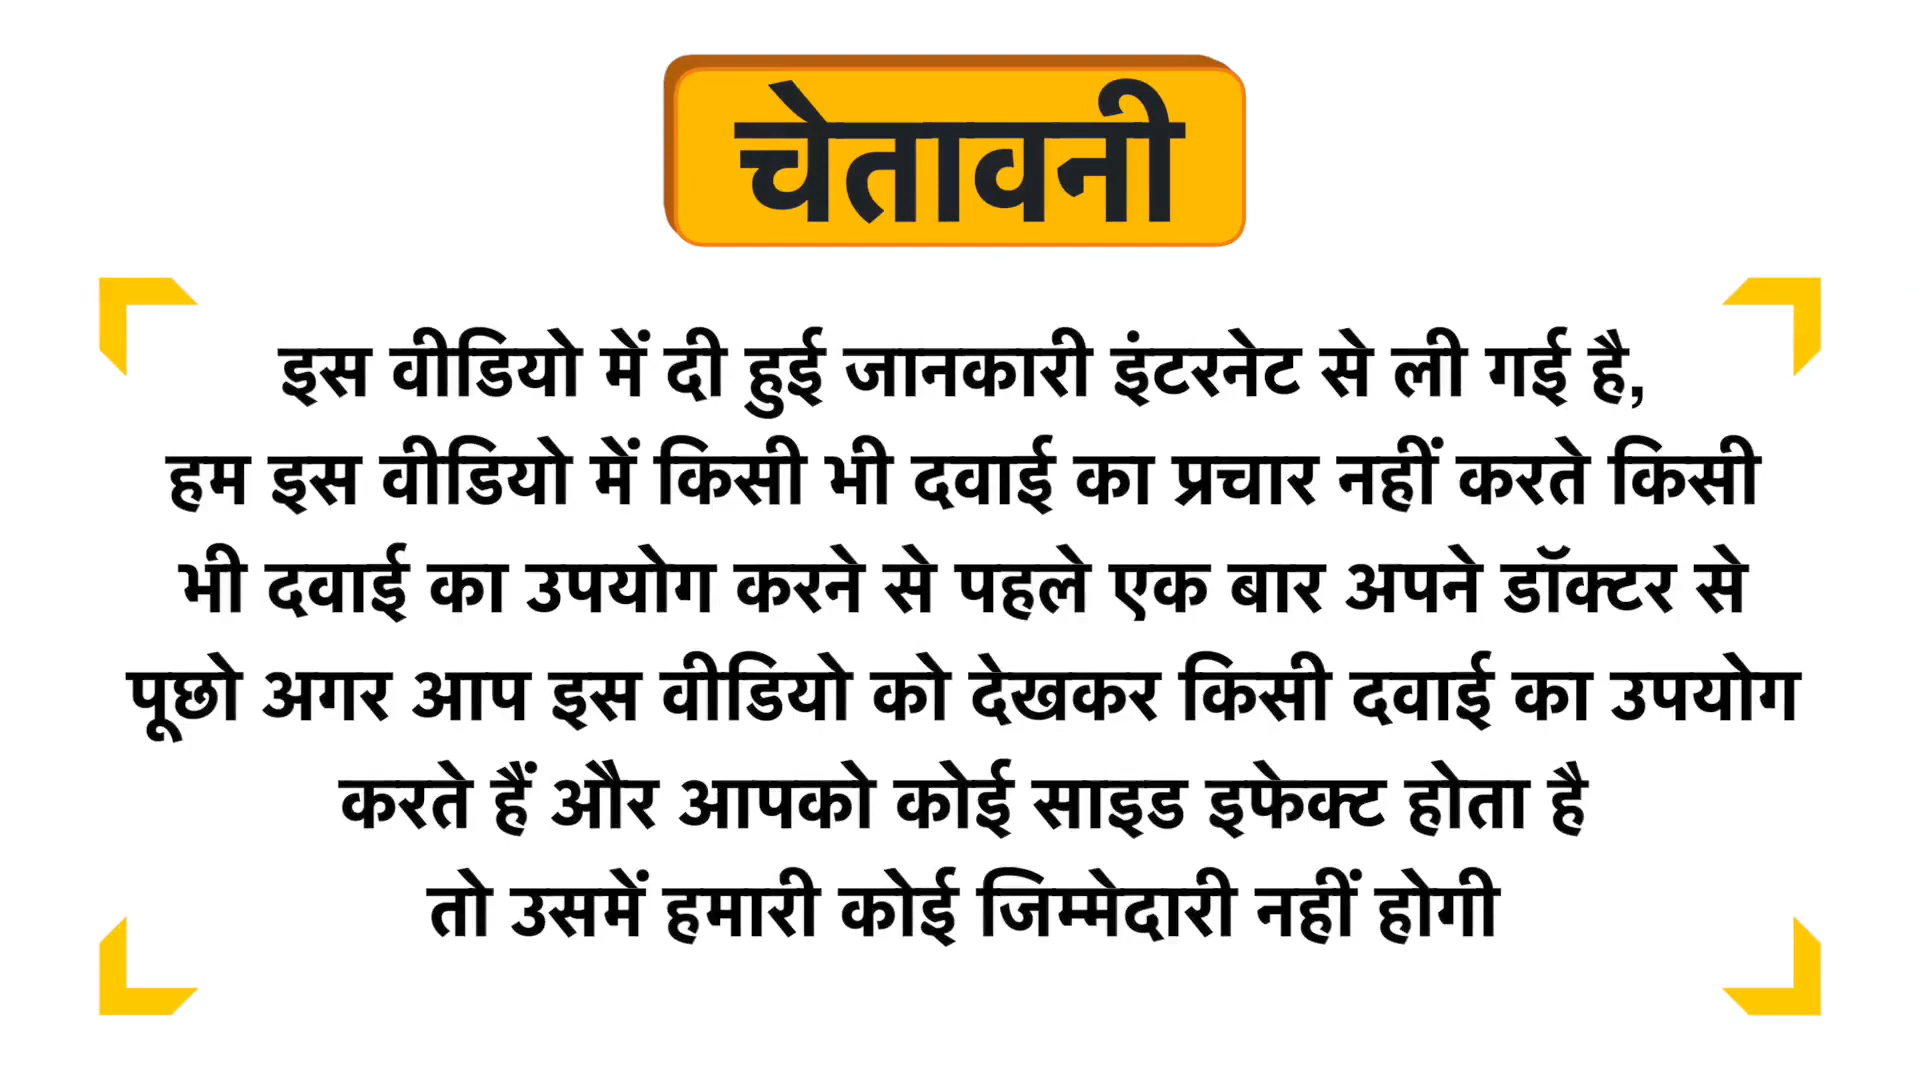 चेतावनी
इस वीडियो में दी हुई जानकारी इंटरनेट से ली गई है,
हम इस वीडियो में किसी भी दवाई का प्रचार नहीं करते किसी
भी दवाई का उपयोग करने से पहले एक बार अपने डॉक्टर से
पूछो अगर आप इस वीडियो को देखकर किसी दवाई का उपयोग
करते हैं और आपको कोई साइड इफेक्ट होता है
तो उसमें हमारी कोई जिम्मेदारी नहीं होगी